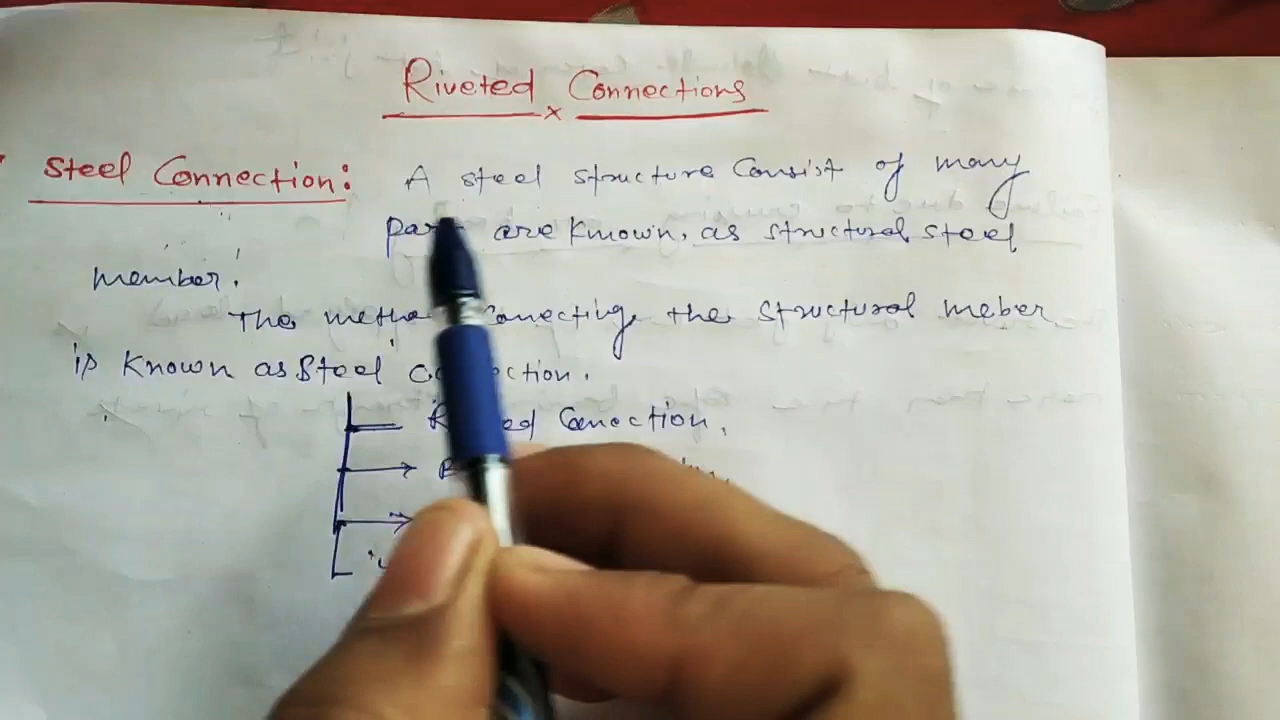 Riveted Connections
Steel Connection: A steel structure Consist of many
are Known, as structural steel
member.
The Conecting, the structural meber
is Known as Steel
Conection,